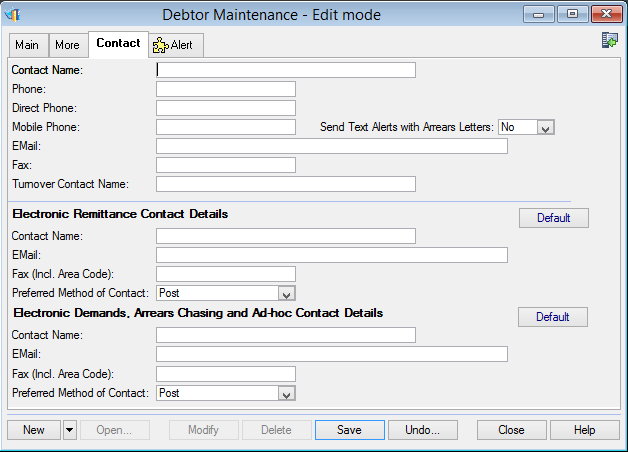 Debtor Maintenance - Edit mode
Main More Contact Alert
Contact Name:
Phone:
Direct Phone:
Mobile Phone: Send Text Alerts with Arrears Letters: No
EMail:
Fax:
Turnover Contact Name:
Electronic Remittance Contact Details Default
Contact Name:
EMail:
Fax (Incl. Area Code):
Preferred Method of Contact: Post
Electronic Demands, Arrears Chasing and Ad-hoc Contact Details Default
Contact Name:
EMail:
Fax (Incl. Area Code):
Preferred Method of Contact: Post
New Open... Modify Delete Save Undo... Close Help